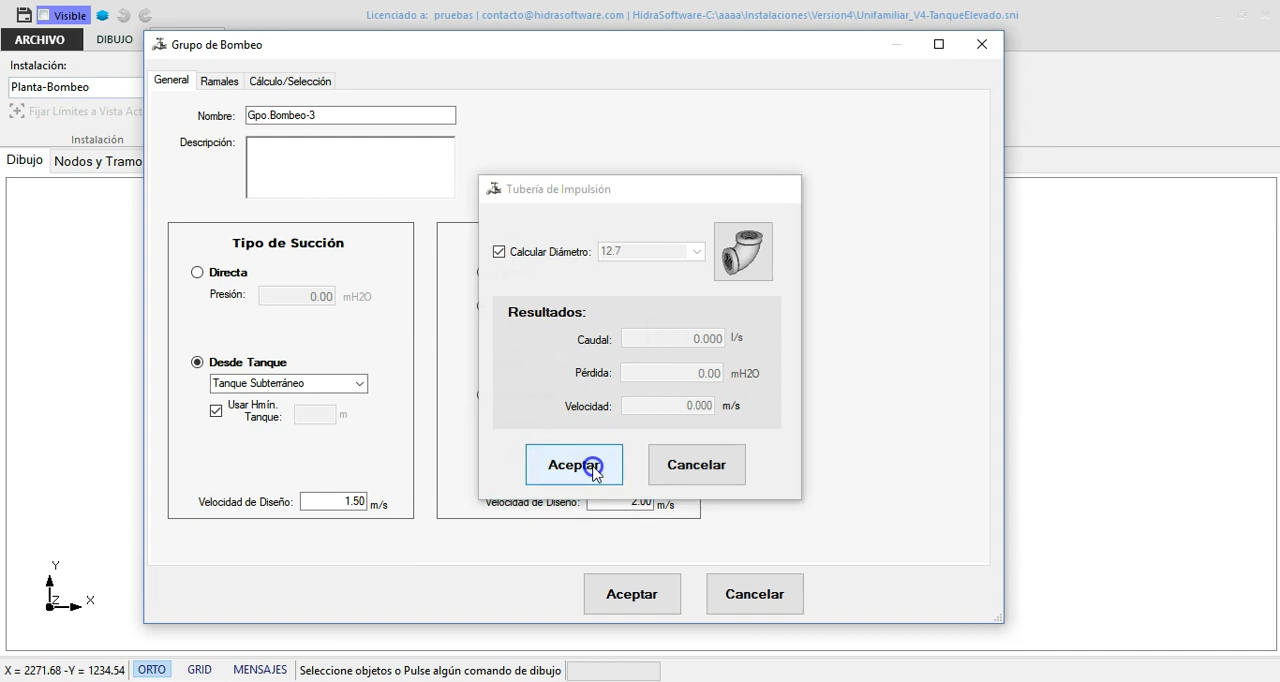 Visible
Licenciado a: pruebas | contacto@hidrasoftware.com | HidraSoftware-C:\aaaa\Instalaciones\Version4\Unifamiliar_V4-TanqueElevado.sni
ARCHIVO DIBUJO
Grupo de Bombeo
Instalación:
General Ramales Cálculo/Selección
Planta-Bombeo
Fijar Límites a Vista Act
Nombre: Gpo.Bombeo-3
Instalación
Descripción:
Dibujo Nodos y Tramo
Tubería de Impulsión
Tipo de Succión
Calcular Diámetro: 12.7
Directa
Presión: 0.00 mH2O
Resultados:
Caudal: 0.000 l/s
Desde Tanque
Pérdida: 0.00 mH2O
Tanque Subterráneo
Usar Hmín.
Tanque: m
Velocidad: 0.000 m/s
Aceptar Cancelar
Velocidad de Diseño: 1.50 m/s
Velocidad de Diseño: 2.00 m/s
Y
Z X
Aceptar Cancelar
X = 2271.68 -Y = 1234.54 ORTO GRID MENSAJES Seleccione objetos o Pulse algún comando de dibujo